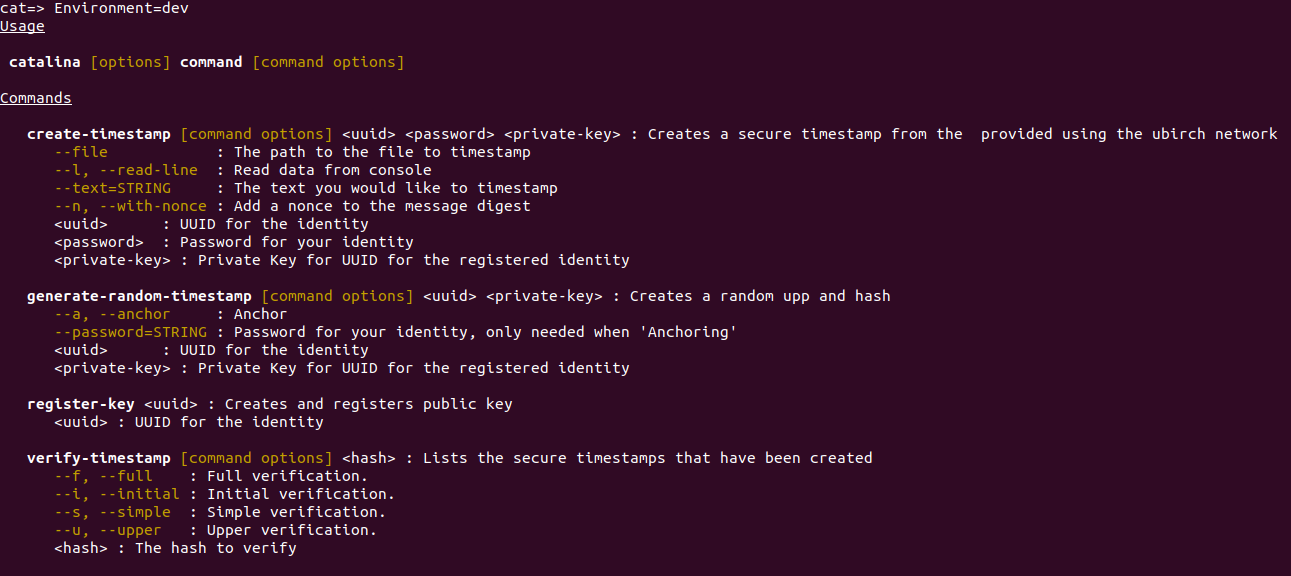 cat=> Environment=dev
Usage
catalina [options] command [command options]
Commands
create-timestamp [command options] <uuid> <password> <private-key> : Creates a secure timestamp from the  provided using the ubirch network
--file            : The path to the file to timestamp
--l, --read-line  : Read data from console
--text=STRING     : The text you would like to timestamp
--n, --with-nonce : Add a nonce to the message digest
<uuid>      : UUID for the identity
<password>  : Password for your identity
<private-key> : Private Key for UUID for the registered identity
generate-random-timestamp [command options] <uuid> <private-key> : Creates a random upp and hash
--a, --anchor     : Anchor
--password=STRING : Password for your identity, only needed when 'Anchoring'
<uuid>      : UUID for the identity
<private-key> : Private Key for UUID for the registered identity
register-key <uuid> : Creates and registers public key
<uuid> : UUID for the identity
verify-timestamp [command options] <hash> : Lists the secure timestamps that have been created
--f, --full    : Full verification.
--i, --initial : Initial verification.
--s, --simple  : Simple verification.
--u, --upper   : Upper verification.
<hash> : The hash to verify